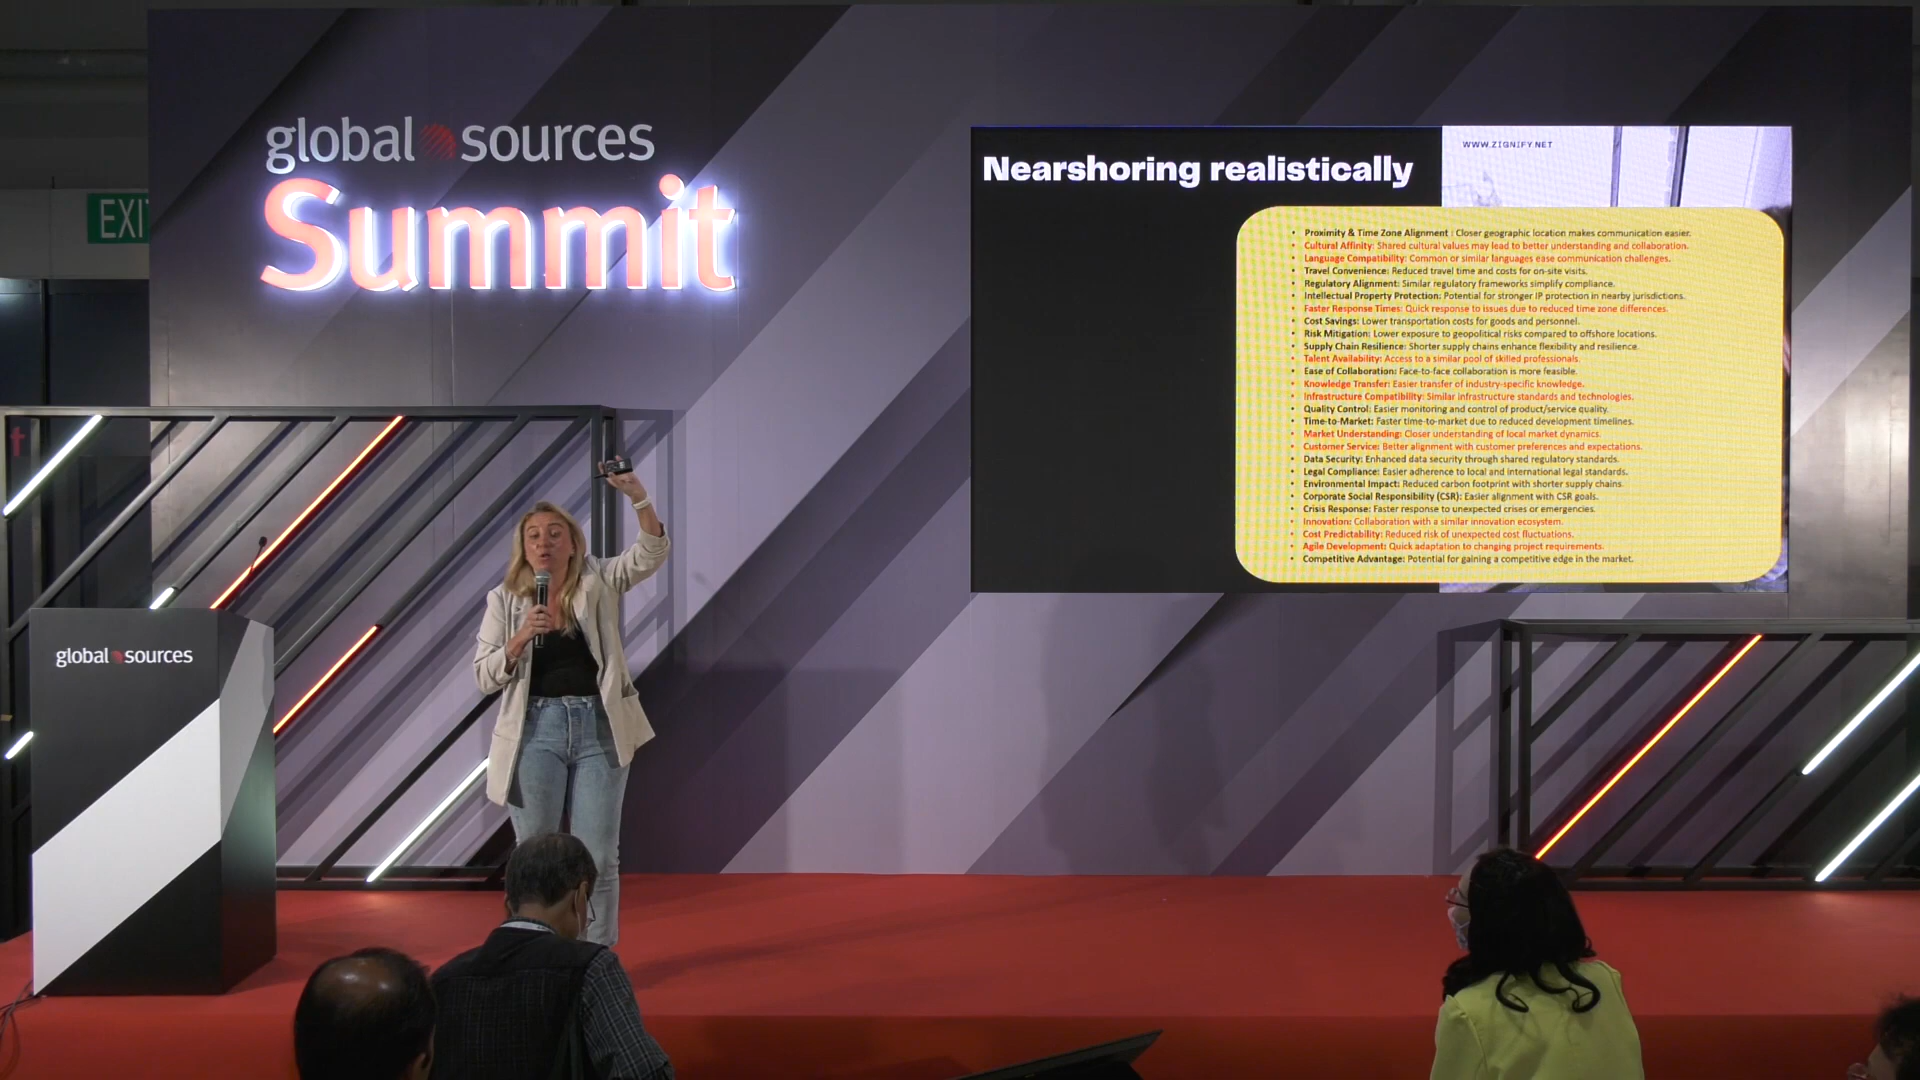 global sources
Summit
EXI
t
global sources
Nearshoring realistically
WWW.ZIGNIFY.NET
• Proximity & Time Zone Alignment : Closer geographic location makes communication easier.
• Cultural Affinity: Shared cultural values may lead to better understanding and collaboration.
• Language Compatibility: Common or similar languages ease communication challenges.
• Travel Convenience: Reduced travel time and costs for on-site visits.
• Regulatory Alignment: Similar regulatory frameworks simplify compliance.
• Intellectual Property Protection: Potential for stronger IP protection in nearby jurisdictions.
• Faster Response Times: Quick response to issues due to reduced time zone differences.
• Cost Savings: Lower transportation costs for goods and personnel.
• Risk Mitigation: Lower exposure to geopolitical risks compared to offshore locations.
• Supply Chain Resilience: Shorter supply chains enhance flexibility and resilience.
• Talent Availability: Access to a similar pool of skilled professionals.
• Ease of Collaboration: Face-to-face collaboration is more feasible.
• Knowledge Transfer: Easier transfer of industry-specific knowledge.
• Infrastructure Compatibility: Similar infrastructure standards and technologies.
• Quality Control: Easier monitoring and control of product/service quality.
• Time-to-Market: Faster time-to-market due to reduced development timelines.
• Market Understanding: Closer understanding of local market dynamics.
• Customer Service: Better alignment with customer preferences and expectations.
• Data Security: Enhanced data security through shared regulatory standards.
• Legal Compliance: Easier adherence to local and international legal standards.
• Environmental Impact: Reduced carbon footprint with shorter supply chains.
• Corporate Social Responsibility (CSR): Easier alignment with CSR goals.
• Crisis Response: Faster response to unexpected crises or emergencies.
• Innovation: Collaboration with a similar innovation ecosystem.
• Cost Predictability: Reduced risk of unexpected cost fluctuations.
• Agile Development: Quick adaptation to changing project requirements.
• Competitive Advantage: Potential for gaining a competitive edge in the market.